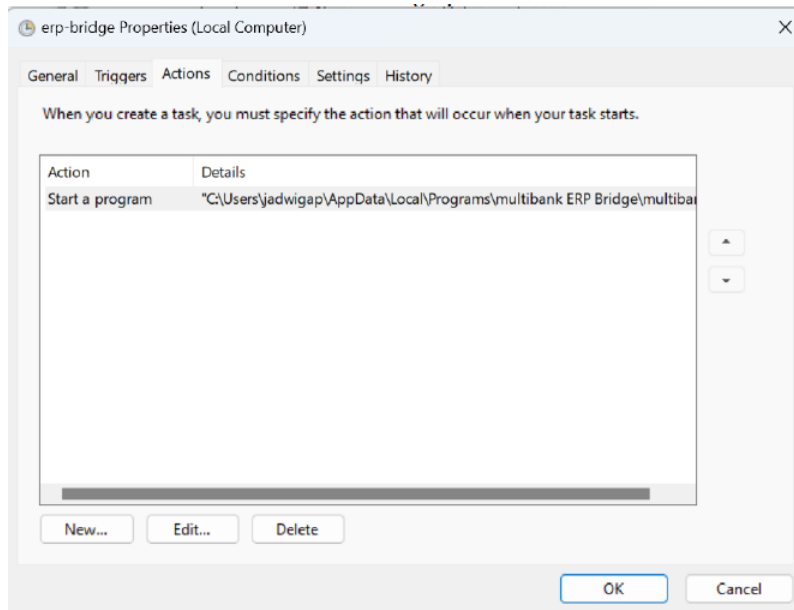 erp-bridge Properties (Local Computer)
General Triggers Actions Conditions Settings History
When you create a task, you must specify the action that will occur when your task starts.
Action Details
Start a program "C:\Users\jadwigap\AppData\Local\Programs\multibank ERP Bridge\multiba
New... Edit... Delete
OK Cancel